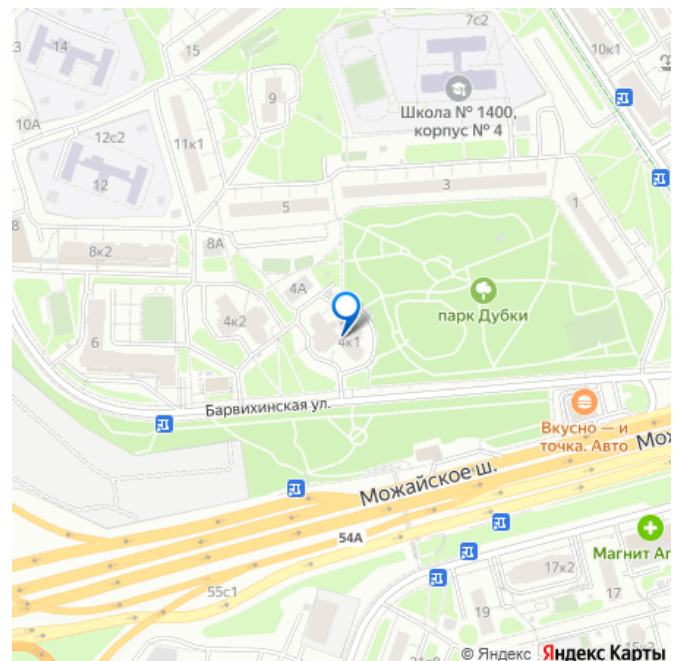 7с2
14
15
10к1
9
Школа № 1400,
корпус № 4
10А
12с2
11к1
12
3
5
1
8
8А
8к2
4А
парк Дубки
4к2
4к1
6
Барвихинская ул.
Вкусно — и
точка. Авто
Можайское ш.
54А
Магнит Ап
17к2
55с1
17
19
© Яндекс Яндекс Карты